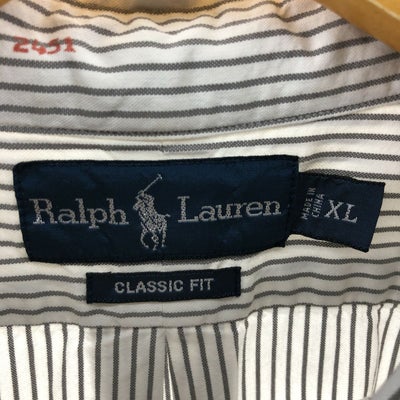 2431
Ralph Lauren
MADE IN
CHINA
XL
CLASSIC FIT